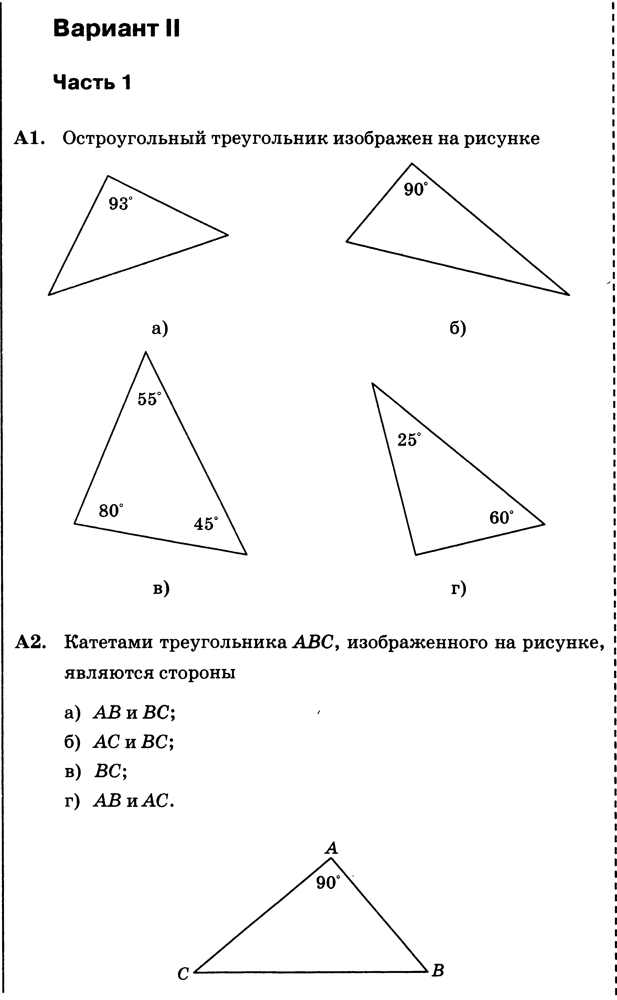 Вариант II
Часть 1
А1. Остроугольный треугольник изображен на рисунке
93°
90°
а)
б)
55°
80°
45°
25°
60°
в)
г)
А2. Катетами треугольника ABC, изображенного на рисунке,
являются стороны
а) AB и BC;
б) AC и BC;
в) BC;
г) AB и AC.
A
90°
C
B